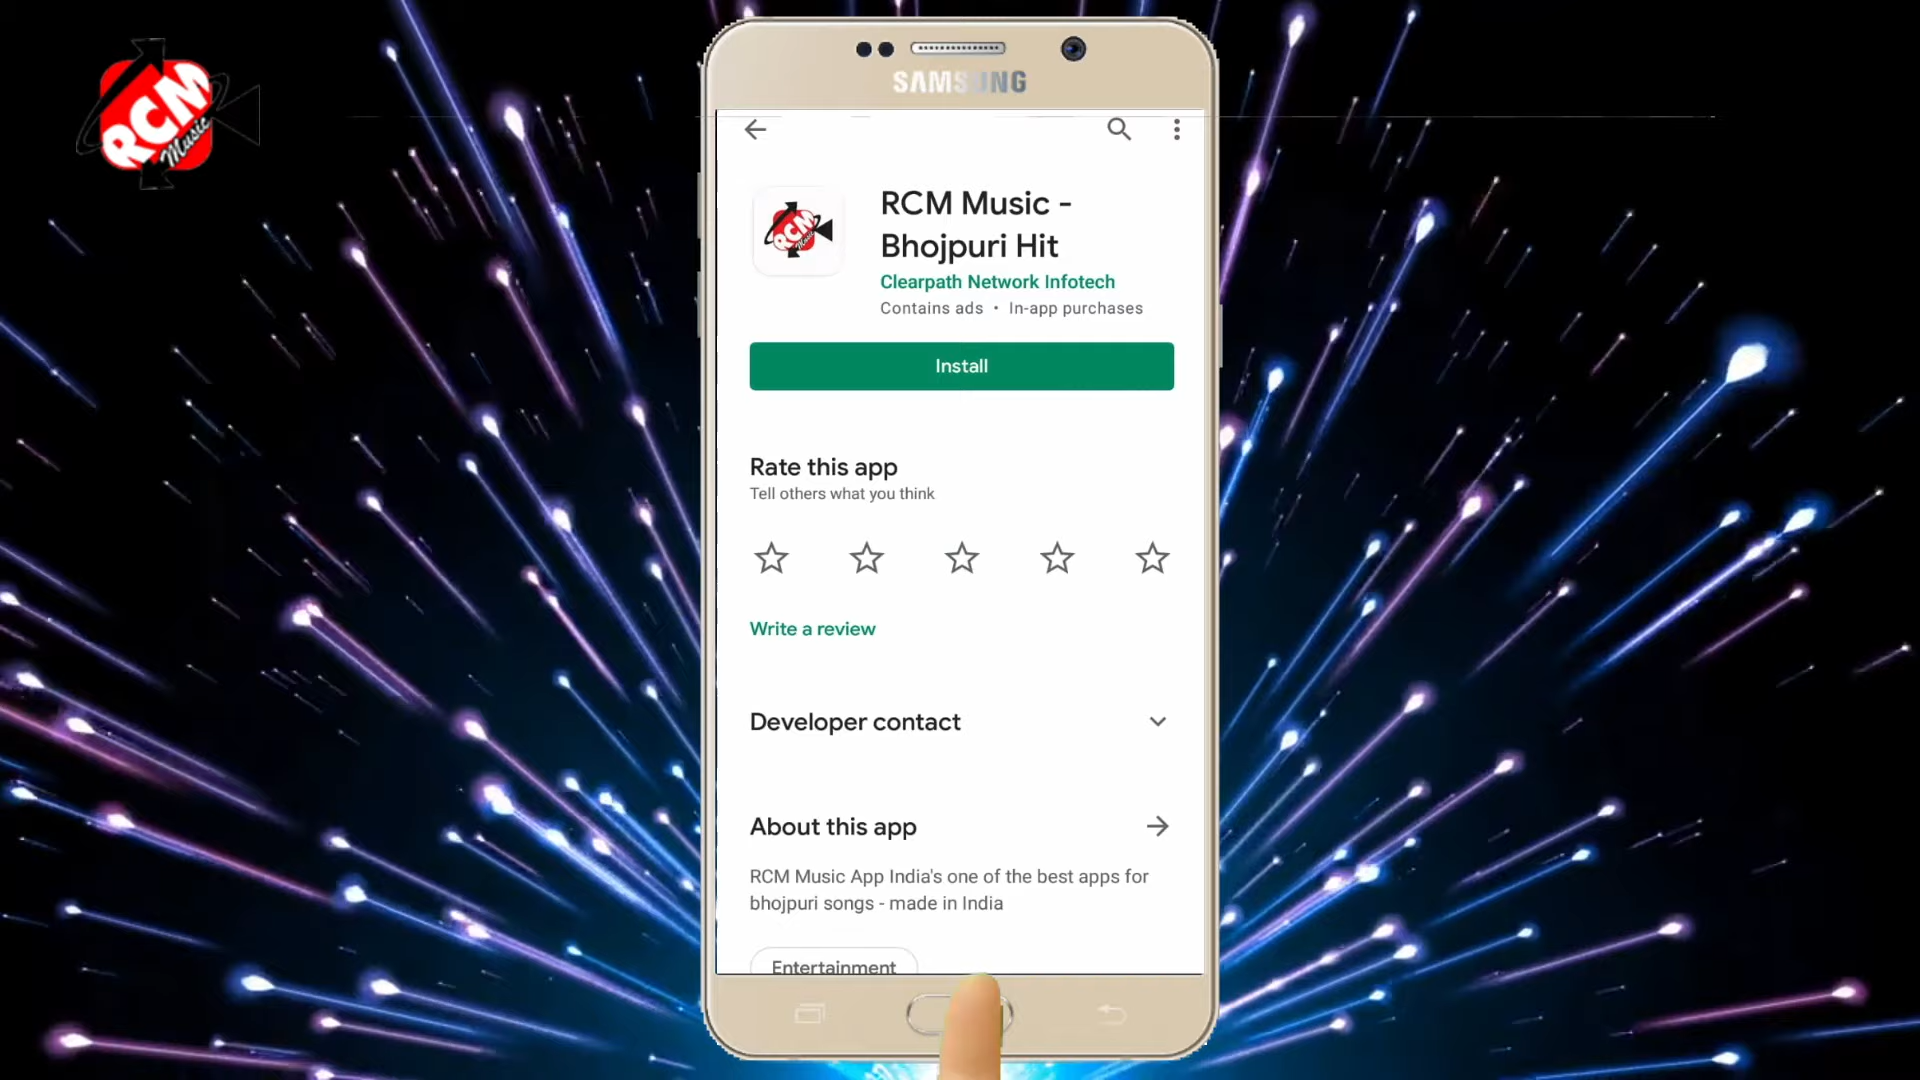 RCM
Music
SAMSUNG
RCM
Music
RCM Music -
Bhojpuri Hit
Clearpath Network Infotech
Contains ads • In-app purchases
Install
Rate this app
Tell others what you think
Write a review
Developer contact
About this app
RCM Music App India's one of the best apps for
bhojpuri songs - made in India
Entertainment